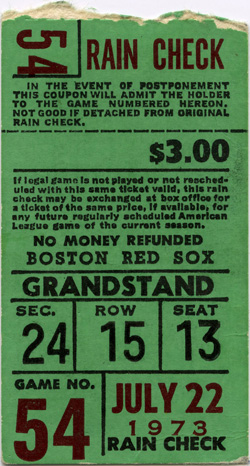 54 RAIN CHECK
IN THE EVENT OF POSTPONEMENT
THIS COUPON WILL ADMIT THE HOLDER
TO THE GAME NUMBERED HEREON.
NOT GOOD IF DETACHED FROM ORIGINAL
RAIN CHECK.
$3.00
If legal game is not played or not resched-
uled with this same ticket valid, this rain
check may be exchanged at box office for
a ticket of the same price, if available, for
any future regularly scheduled American
League game of the current season.
NO MONEY REFUNDED
BOSTON RED SOX
GRANDSTAND
SEC. ROW SEAT
24 15 13
GAME NO. JULY 22
54 1973
RAIN CHECK